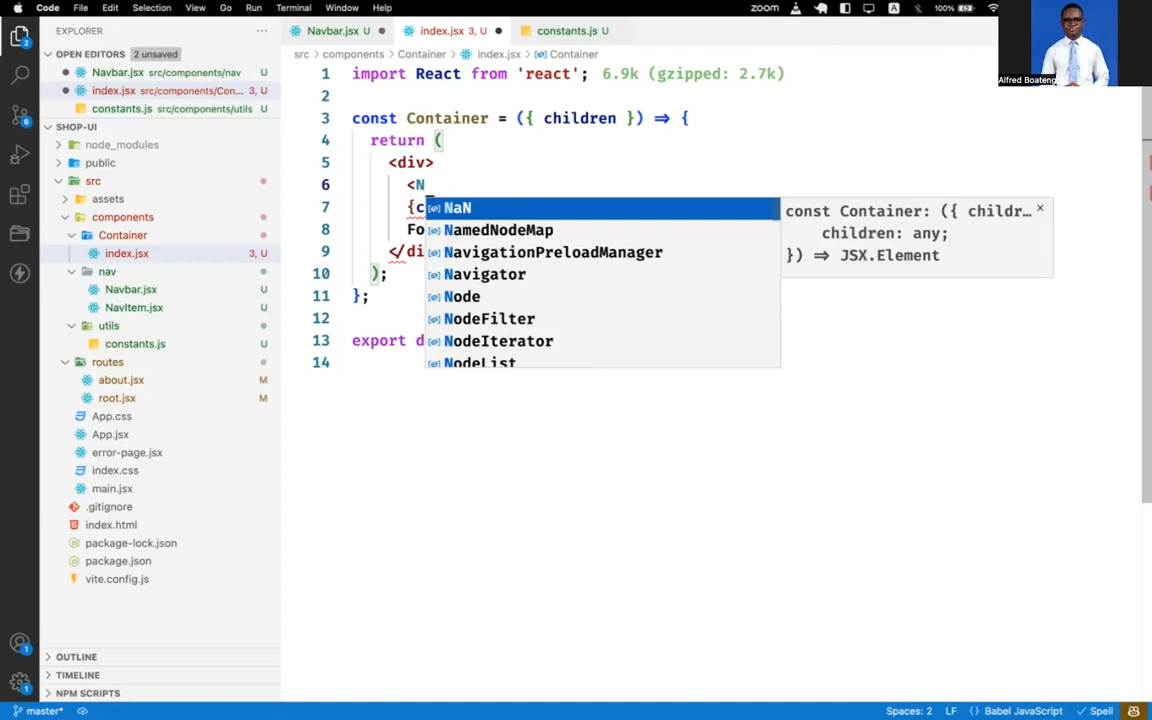 Code File Edit Selection View Go Run Terminal Window Help zoom 100%
EXPLORER
OPEN EDITORS 2 unsaved
Navbar.jsx src/components/nav U
index.jsx src/components/Con... 3, U
constants.js src/components/utils U
SHOP-UI
node_modules
public
src
assets
components
Container
index.jsx 3, U
nav
Navbar.jsx U
NavItem.jsx U
utils
constants.js U
routes
about.jsx M
root.jsx M
App.css
App.jsx
error-page.jsx
index.css
main.jsx
.gitignore
index.html
package-lock.json
package.json
vite.config.js
OUTLINE
TIMELINE
NPM SCRIPTS
Navbar.jsx U index.jsx 3, U constants.js U
src > components > Container > index.jsx > Container
1 import React from 'react'; 6.9k (gzipped: 2.7k)
2
3 const Container = ({ children }) ⇒ {
4 return (
5 <div>
6 <N
7 {c
8 Fo
9 </di
10 );
11 };
12
13 export d
14
NaN
NamedNodeMap
NavigationPreloadManager
Navigator
Node
NodeFilter
NodeIterator
NodeList
const Container: ({ childr… ×
children: any;
}) ⇒ JSX.Element
Alfred Boateng
2
6
1
1
master* Spaces: 2 LF {} Babel JavaScript Spell